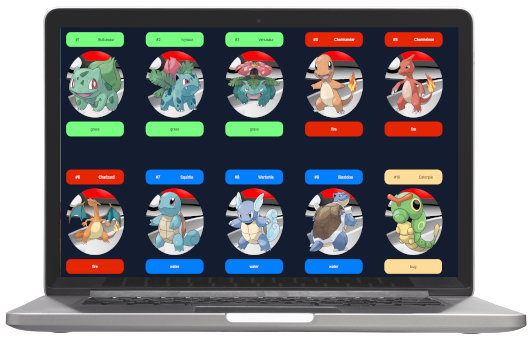 #1 Bulbasaur
#2 Ivysaur
#3 Venusaur
#4 Charmander
#5 Charmeleon
grass
grass
grass
fire
fire
#6 Charizard
#7 Squirtle
#8 Wartortle
#9 Blastoise
#10 Caterpie
fire
water
water
water
bug